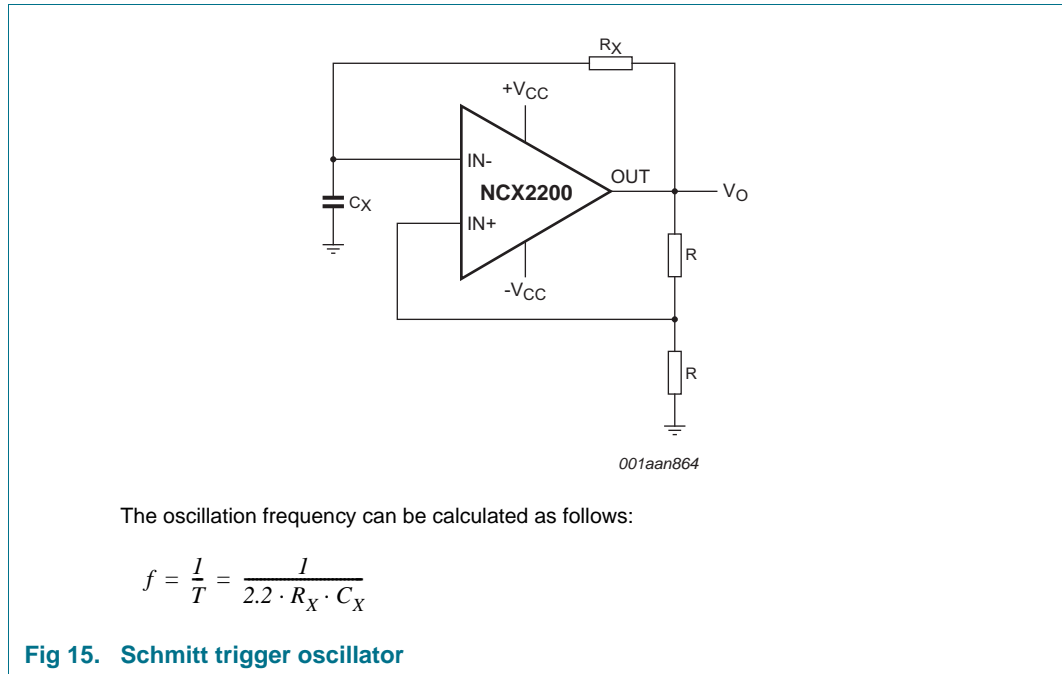 RX
+VCC
IN-
OUT
NCX2200
VO
CX
IN+
R
-VCC
R
001aan864
The oscillation frequency can be calculated as follows:
f = 1/T = 1/(2.2 · RX · CX)
Fig 15. Schmitt trigger oscillator